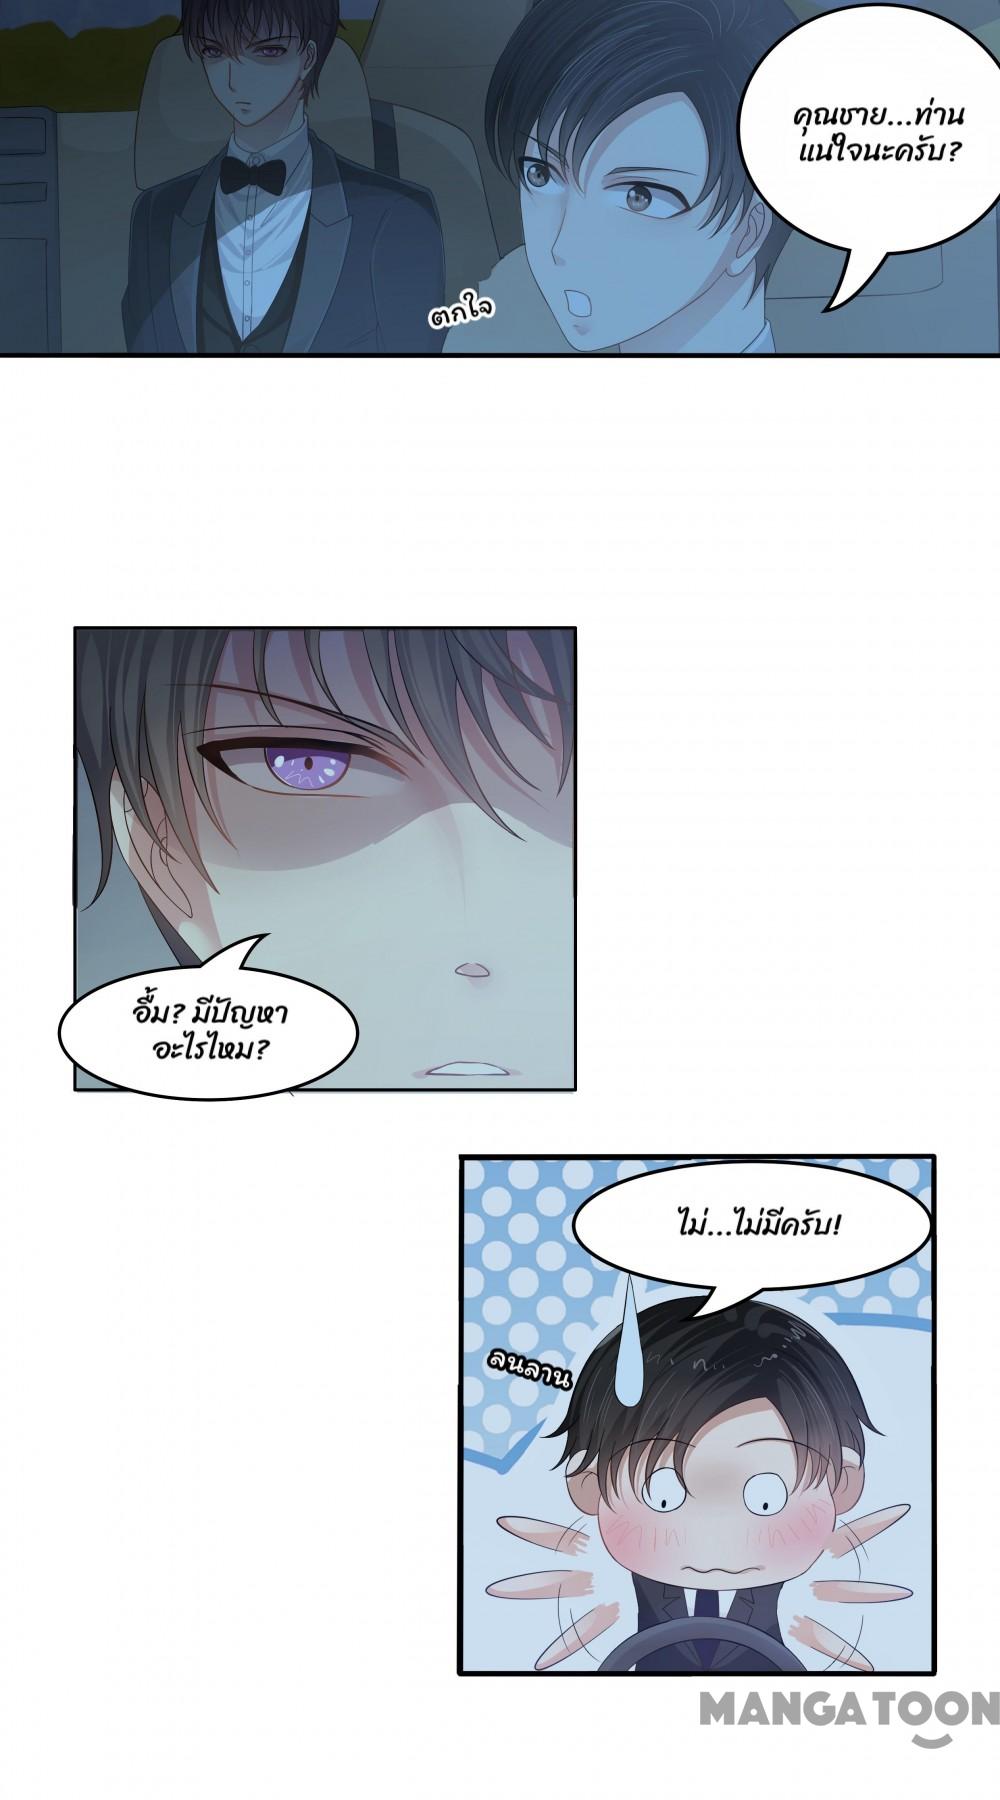 คุณชาย...ท่าน
แน่ใจนะครับ?
ตกใจ
อื้ม? มีปัญหา
อะไรไหม?
ไม่...ไม่มีครับ!
ลนลาน
MANGATOON